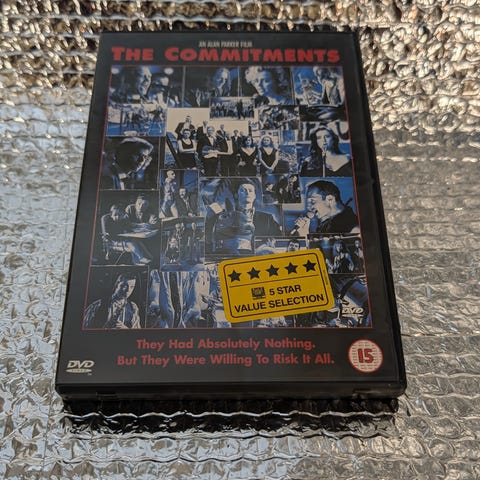 AN ALAN PARKER FILM
THE COMMITMENTS
5 STAR
VALUE SELECTION
They Had Absolutely Nothing.
But They Were Willing To Risk It All.
DVD
VIDEO
15